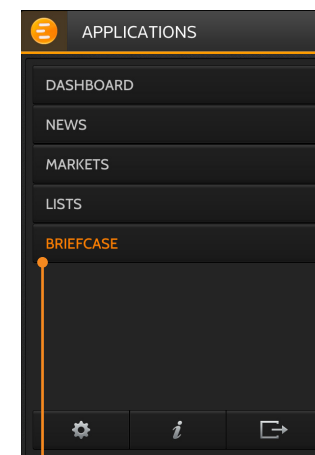 APPLICATIONS
DASHBOARD
NEWS
MARKETS
LISTS
BRIEFCASE
i